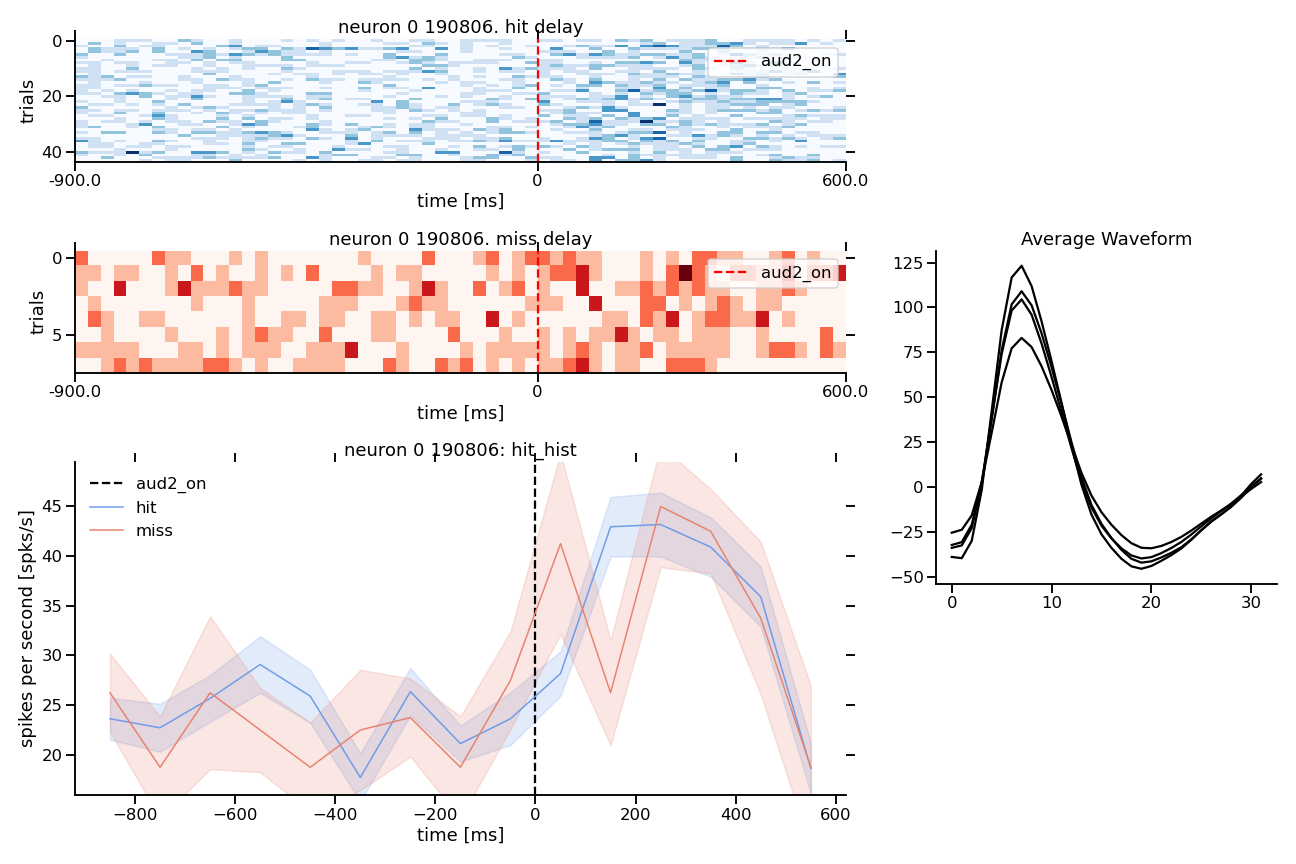 neuron 0 190806. hit delay
0
20
40
trials
aud2_on
-900.0
0
600.0
time [ms]
neuron 0 190806. miss delay
0
5
trials
aud2_on
-900.0
0
600.0
time [ms]
neuron 0 190806: hit_hist
aud2_on
hit
miss
45
40
35
30
25
20
spikes per second [spks/s]
−800
−600
−400
−200
0
200
400
600
time [ms]
Average Waveform
125
100
75
50
25
0
−25
−50
0
10
20
30